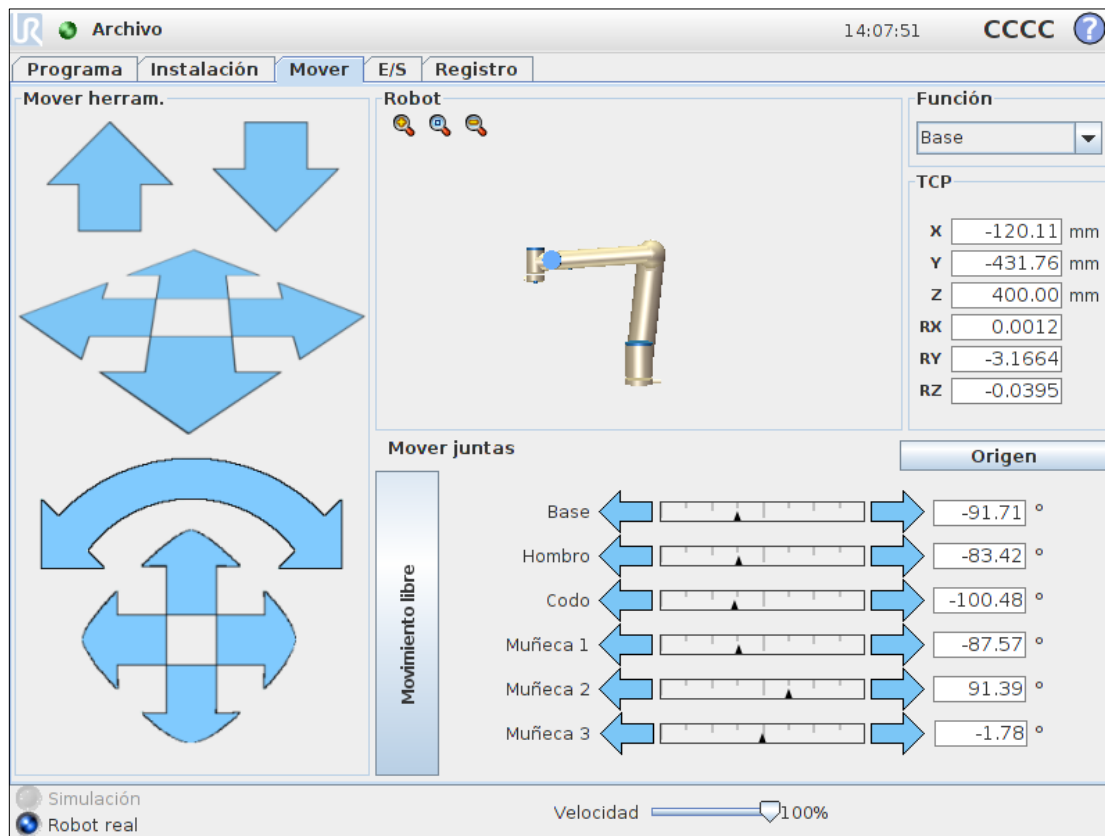 UR Archivo 14:07:51 CCCC ?
Programa Instalación Mover E/S Registro
Mover herram.
Robot
Función
Base
TCP
X -120.11 mm
Y -431.76 mm
Z 400.00 mm
RX 0.0012
RY -3.1664
RZ -0.0395
Mover juntas
Origen
Movimiento libre
Base -91.71 º
Hombro -83.42 º
Codo -100.48 º
Muñeca 1 -87.57 º
Muñeca 2 91.39 º
Muñeca 3 -1.78 º
Simulación
Robot real
Velocidad 100%